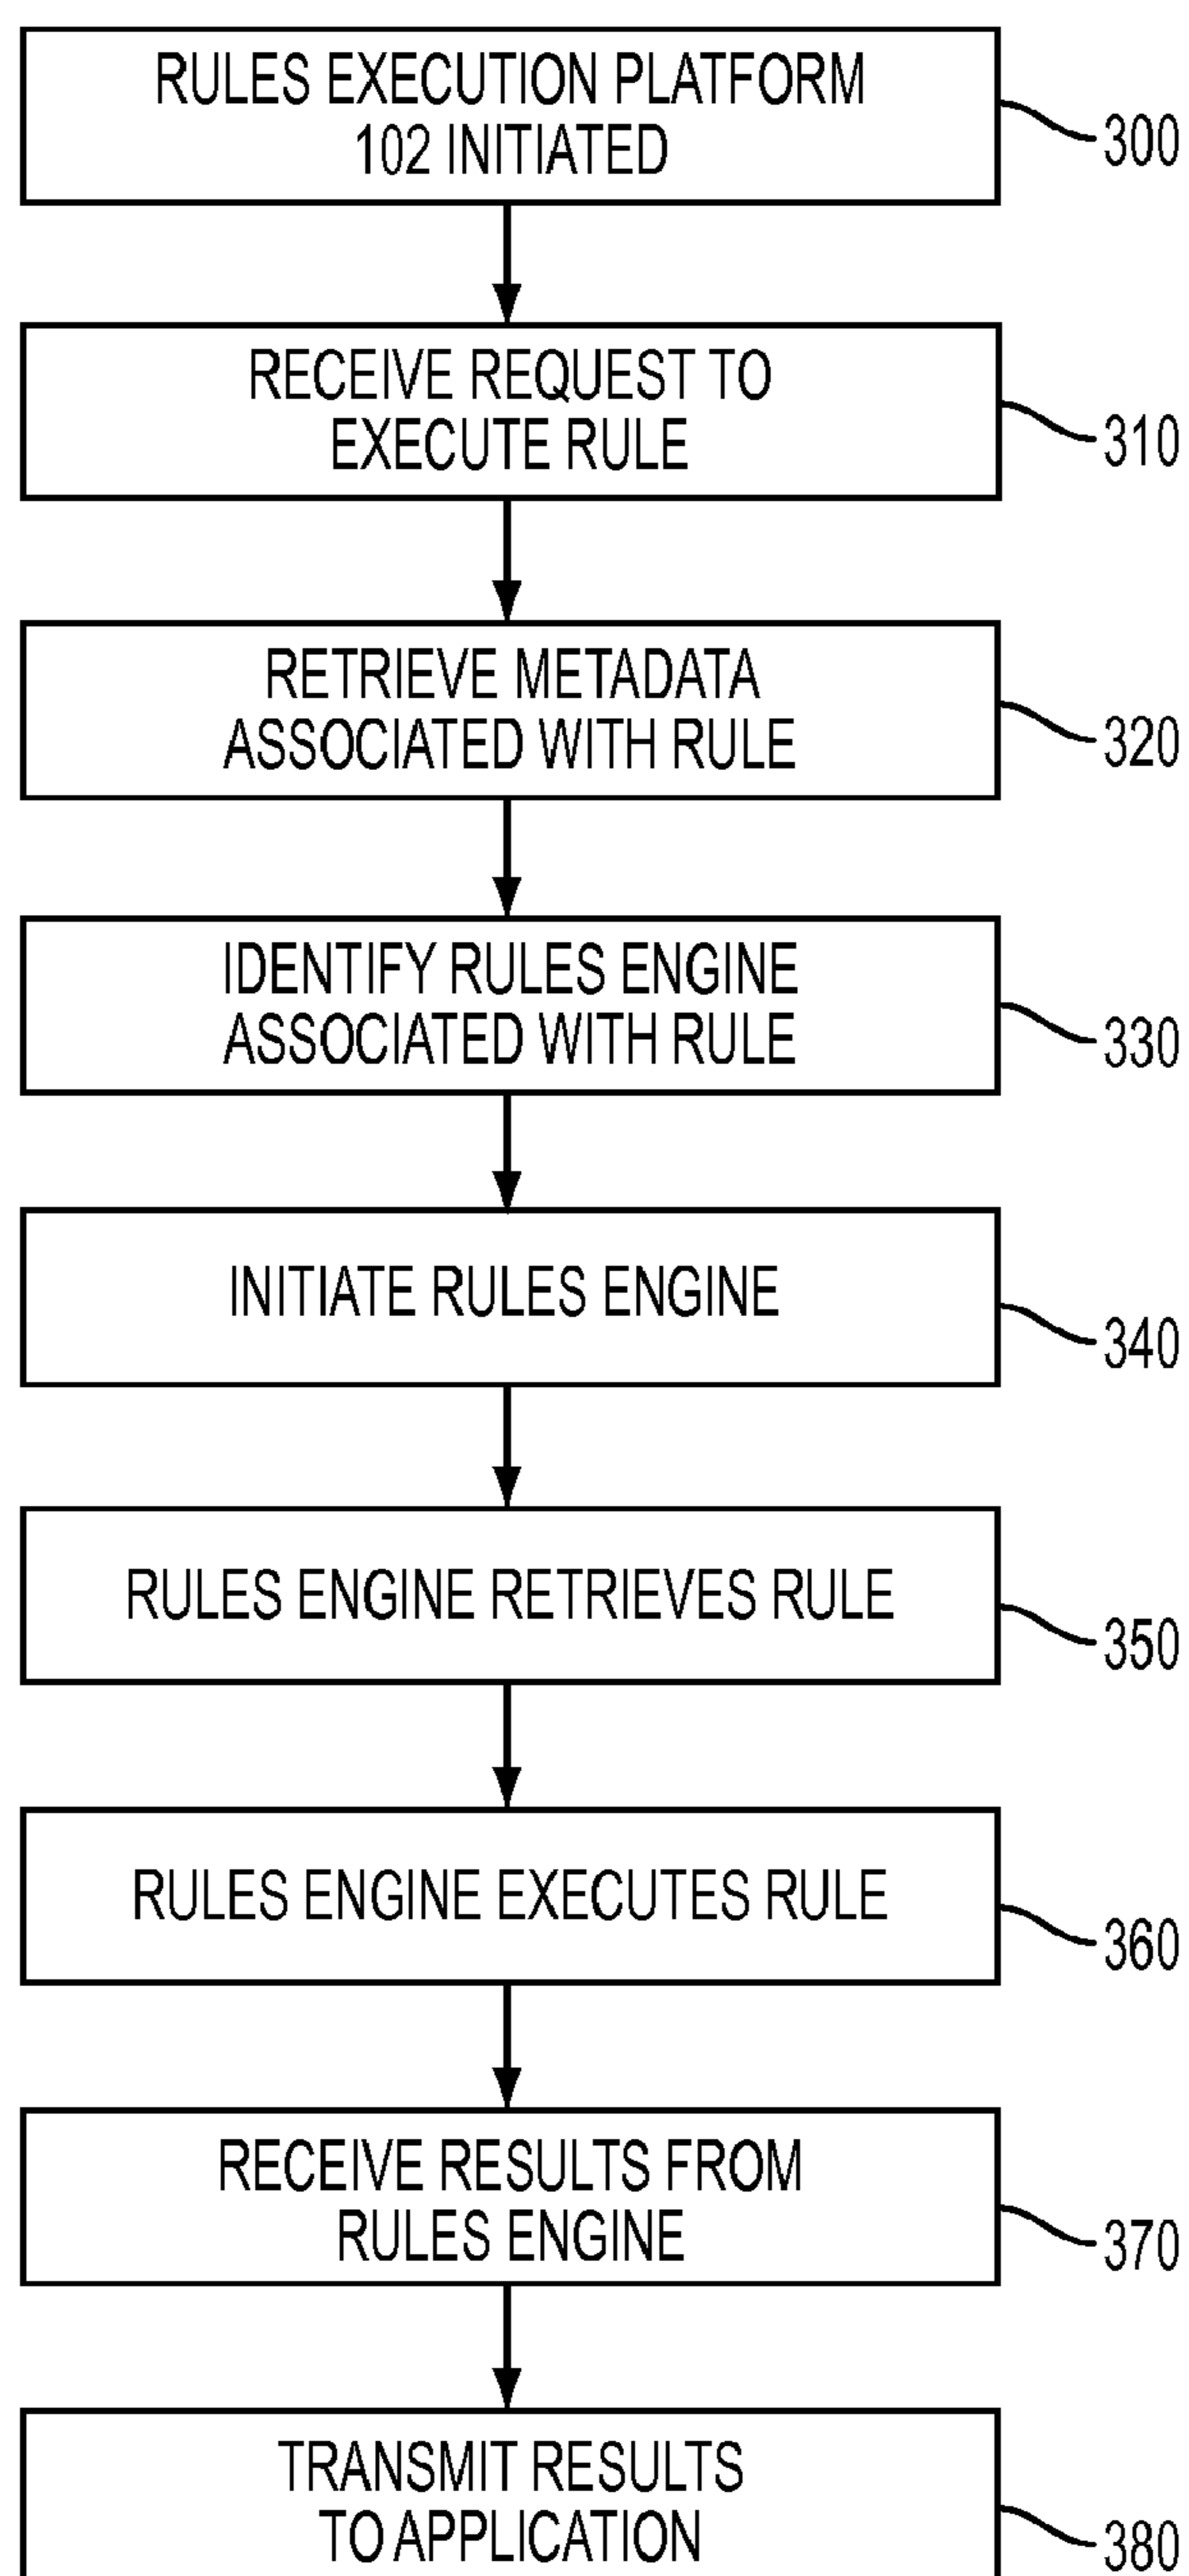 RULES EXECUTION PLATFORM
102 INITIATED
300
RECEIVE REQUEST TO
EXECUTE RULE
310
RETRIEVE METADATA
ASSOCIATED WITH RULE
320
IDENTIFY RULES ENGINE
ASSOCIATED WITH RULE
330
INITIATE RULES ENGINE
340
RULES ENGINE RETRIEVES RULE
350
RULES ENGINE EXECUTES RULE
360
RECEIVE RESULTS FROM
RULES ENGINE
370
TRANSMIT RESULTS
TO APPLICATION
380